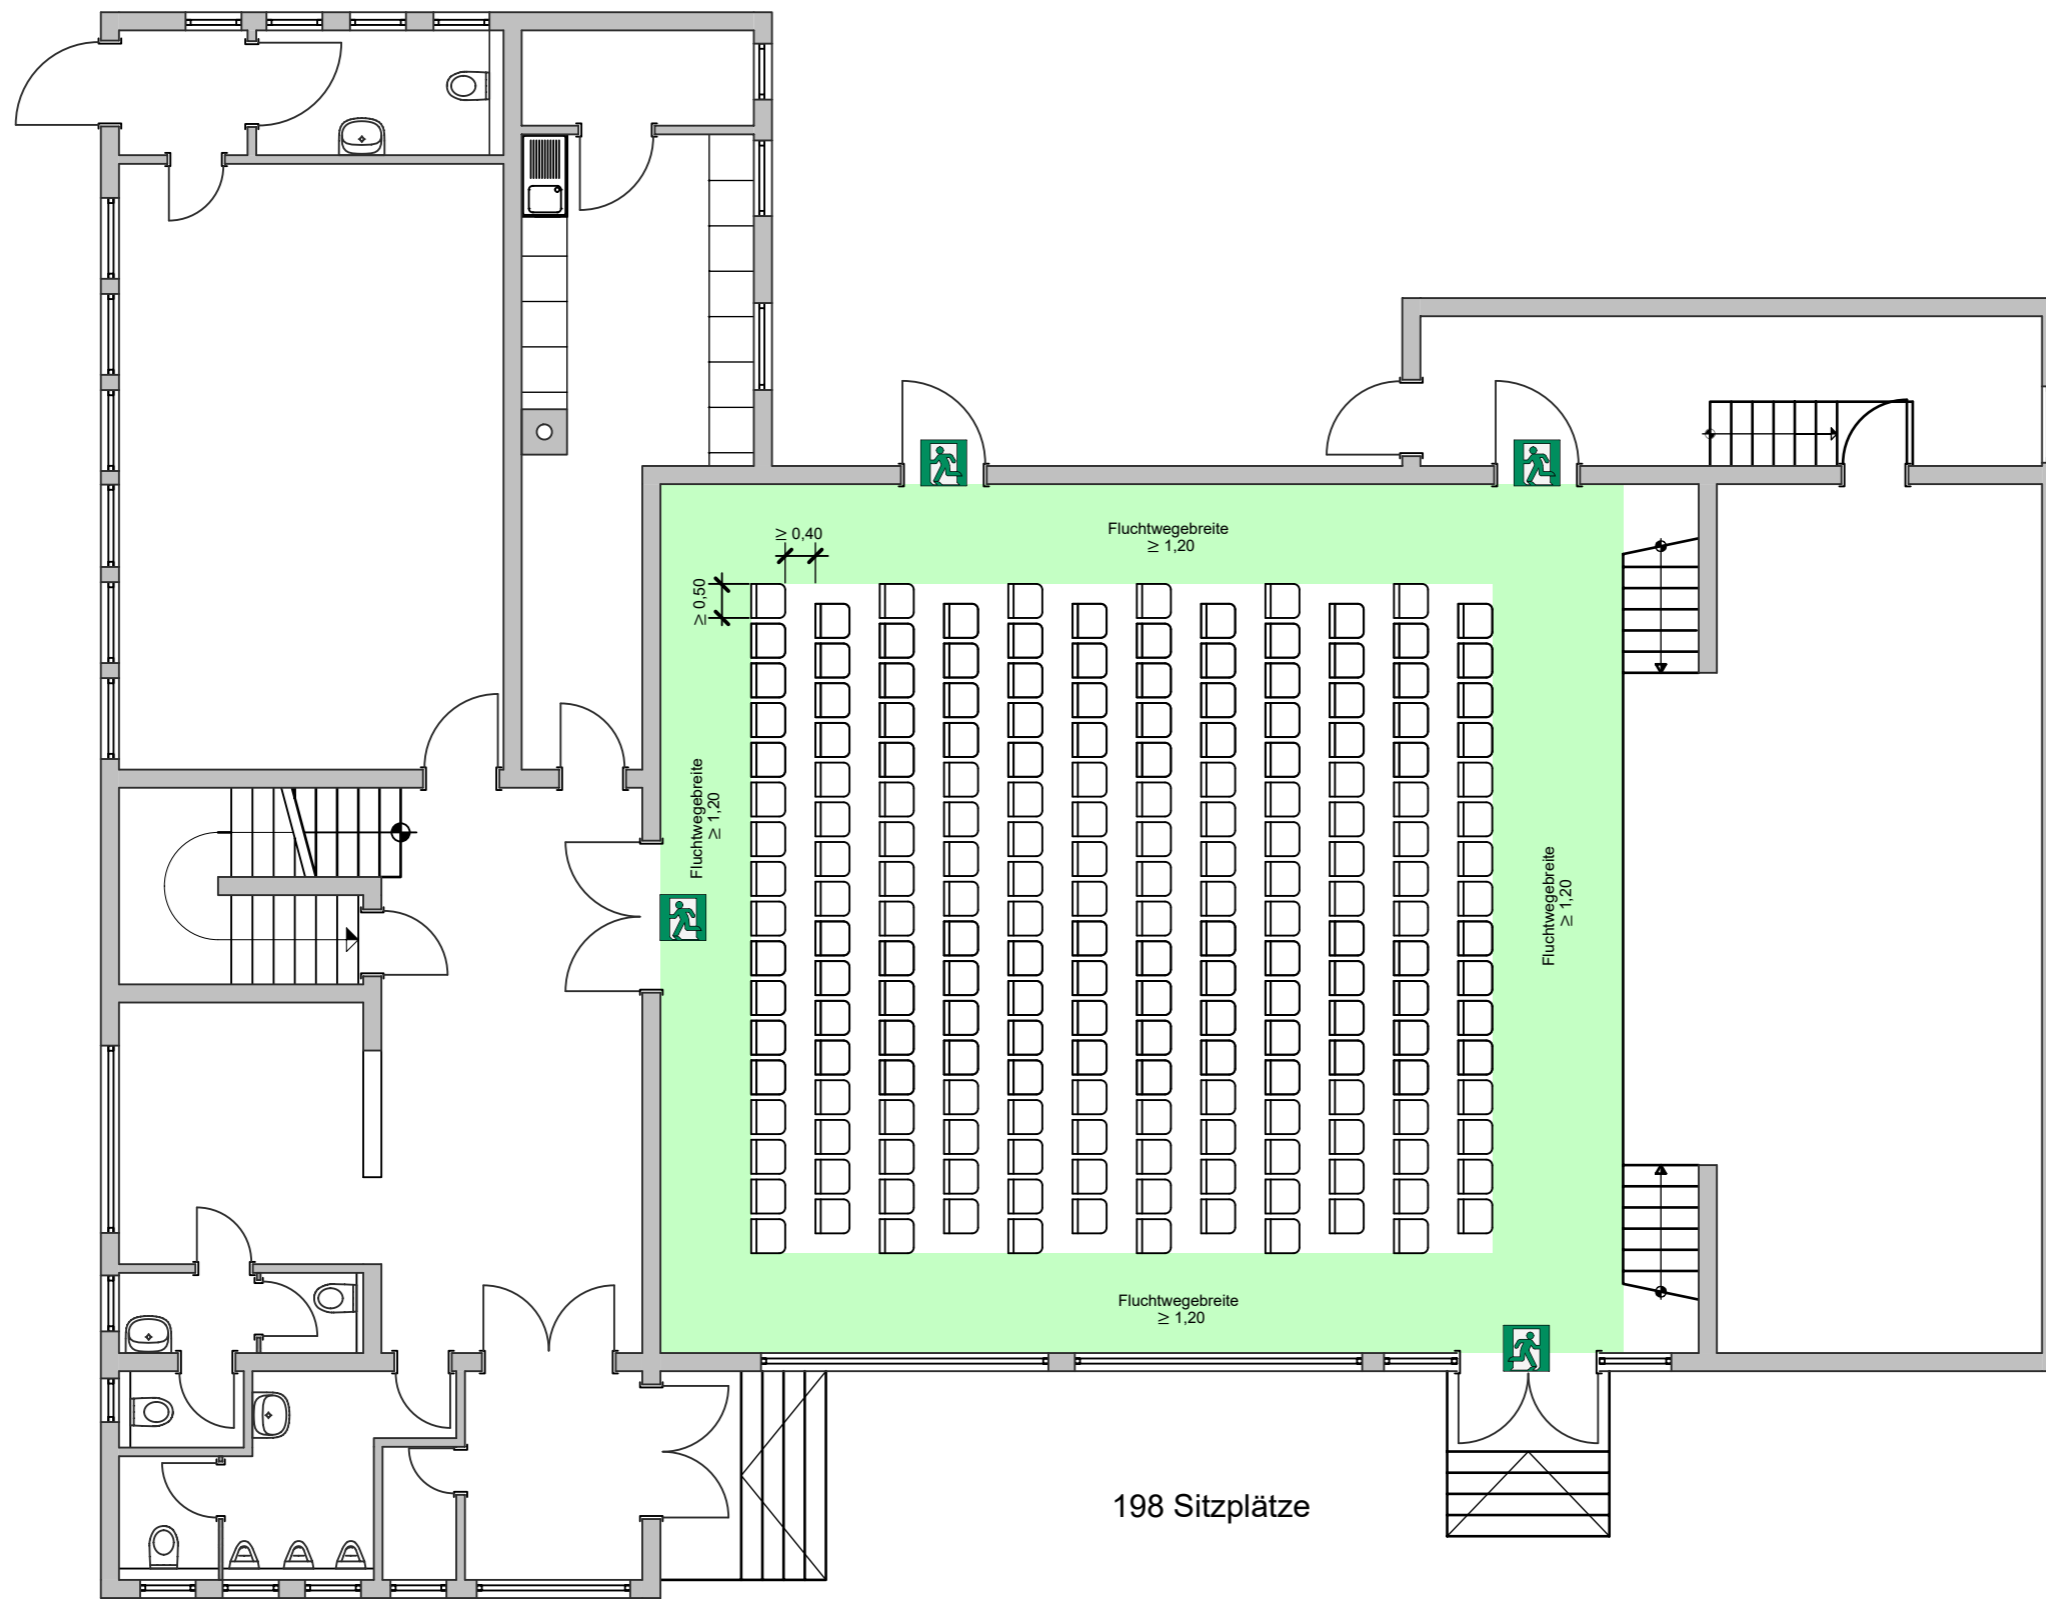 ≥ 0,40
Fluchtwegebreite
≥ 1,20
≥ 0,50
Fluchtwegebreite
≥ 1,20
Fluchtwegebreite
≥ 1,20
Fluchtwegebreite
≥ 1,20
198 Sitzplätze